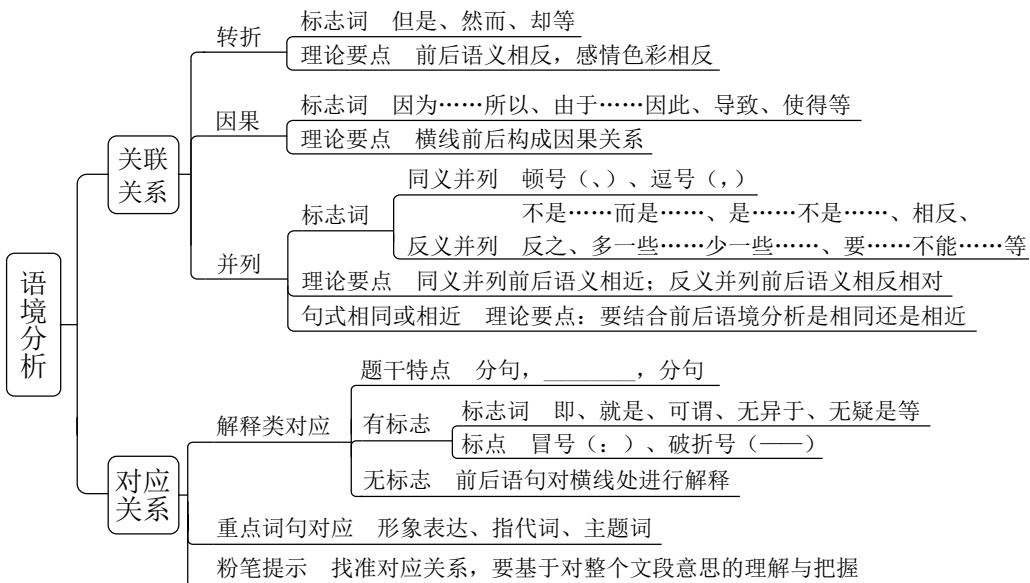 语境分析
关联关系
转折
标志词 但是、然而、却等
理论要点 前后语义相反，感情色彩相反
因果
标志词 因为……所以、由于……因此、导致、使得等
理论要点 横线前后构成因果关系
并列
标志词
同义并列 顿号（、）、逗号（，）
不是……而是……、是……不是……、相反、
反义并列 反之、多一些……少一些……、要……不能……等
理论要点 同义并列前后语义相近；反义并列前后语义相反相对
句式相同或相近 理论要点：要结合前后语境分析是相同还是相近
对应关系
解释类对应
题干特点 分句，________，分句
有标志
标志词 即、就是、可谓、无异于、无疑是等
标点 冒号（：）、破折号（——）
无标志 前后语句对横线处进行解释
重点词句对应 形象表达、指代词、主题词
粉笔提示 找准对应关系，要基于对整个文段意思的理解与把握